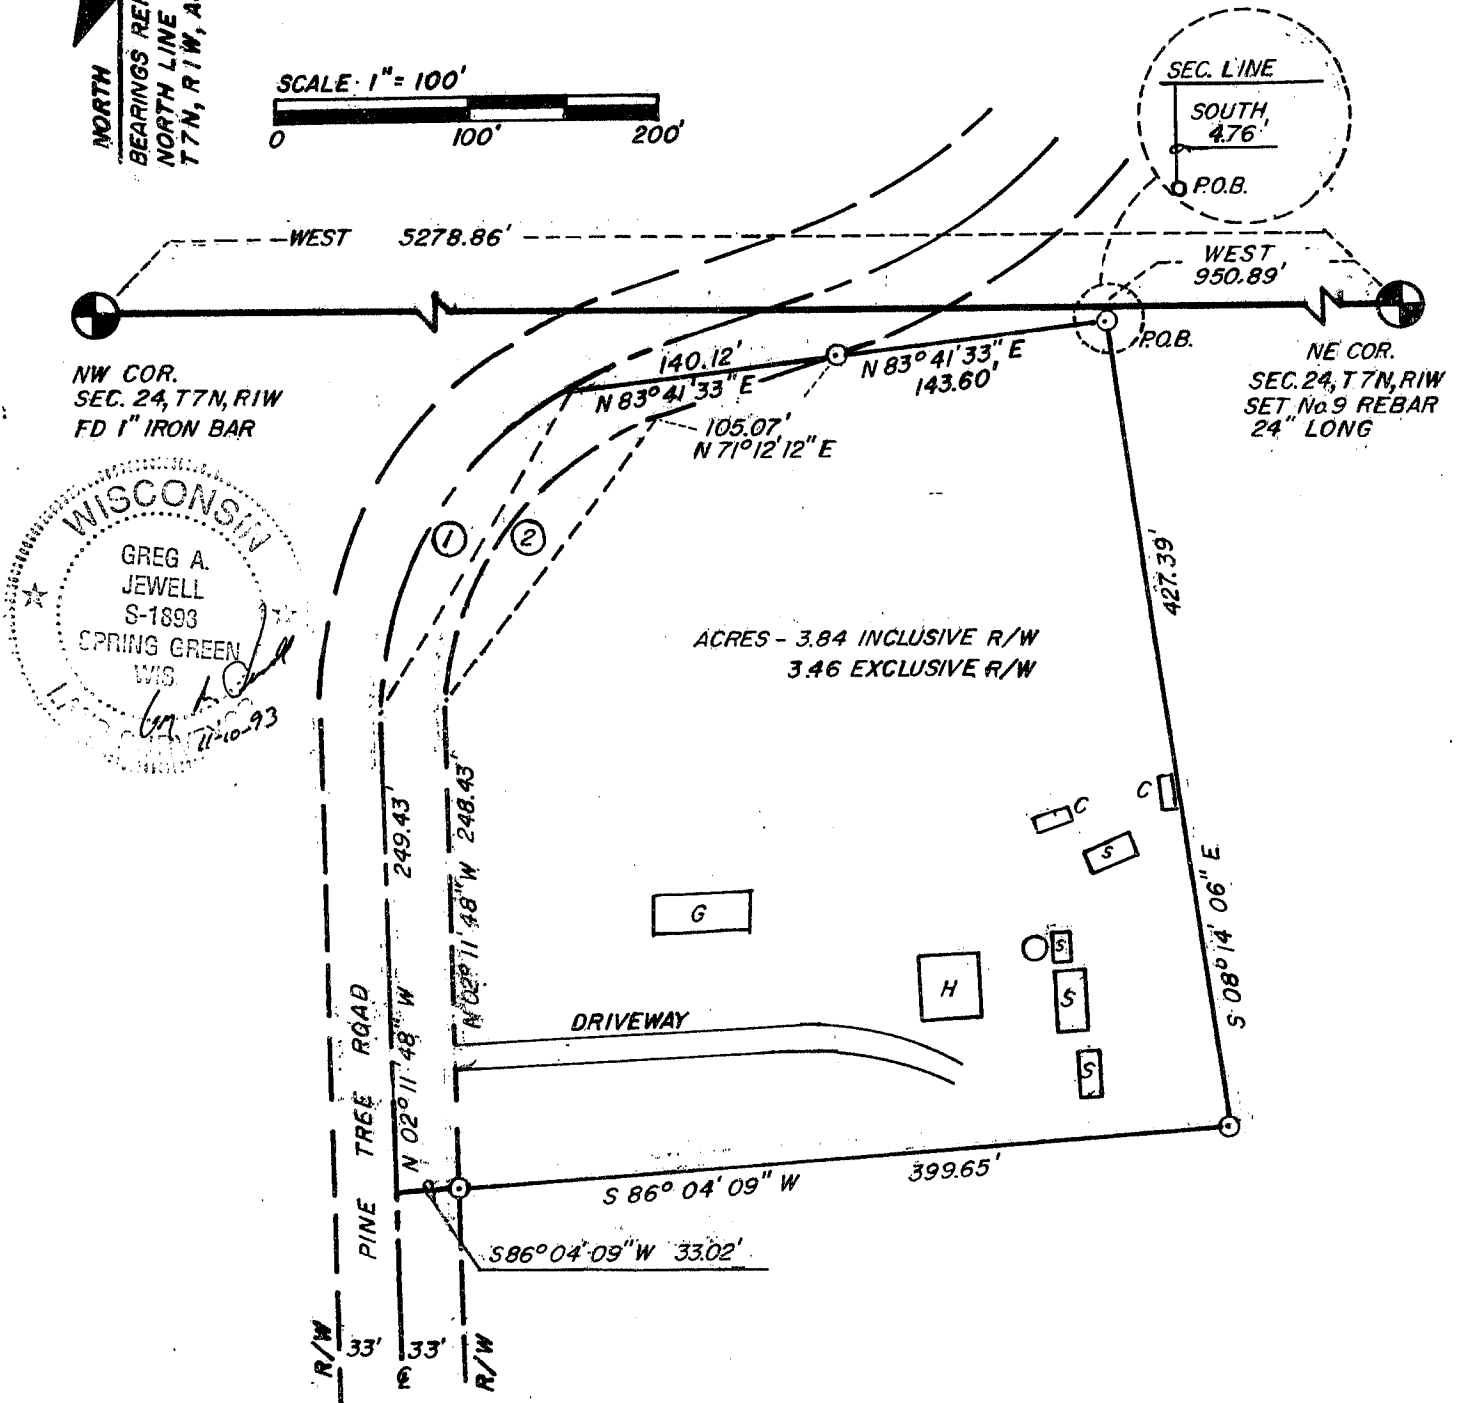 NORTH
BEARINGS RE
NORTH LINE
T7N, R1W,
SCALE · 1" = 100'
0 100' 200'
SEC. LINE
SOUTH
4.76'
P.O.B.
WEST 5278.86'
WEST
950.89'
P.O.B.
NW COR.
SEC. 24, T7N, R1W
FD 1" IRON BAR
NE COR.
SEC. 24, T7N, R1W
SET No. 9 REBAR
24" LONG
140.12'
N 83° 41' 33" E
N 83° 41' 33" E
143.60'
105.07'
N 71° 12' 12" E
WISCONSIN
GREG A.
JEWELL
S-1893
SPRING GREEN
WIS.
11-10-93
1
2
427.39'
S 08° 14' 06" E
ACRES - 3.84 INCLUSIVE R/W
3.46 EXCLUSIVE R/W
249.43'
N 02° 11' 48" W
N 02° 11' 48" W 248.43'
C
C
S
G
S
H
S
S
DRIVEWAY
PINE TREE ROAD
S 86° 04' 09" W 399.65'
S 86° 04' 09" W 33.02'
R/W
33'
33'
R/W